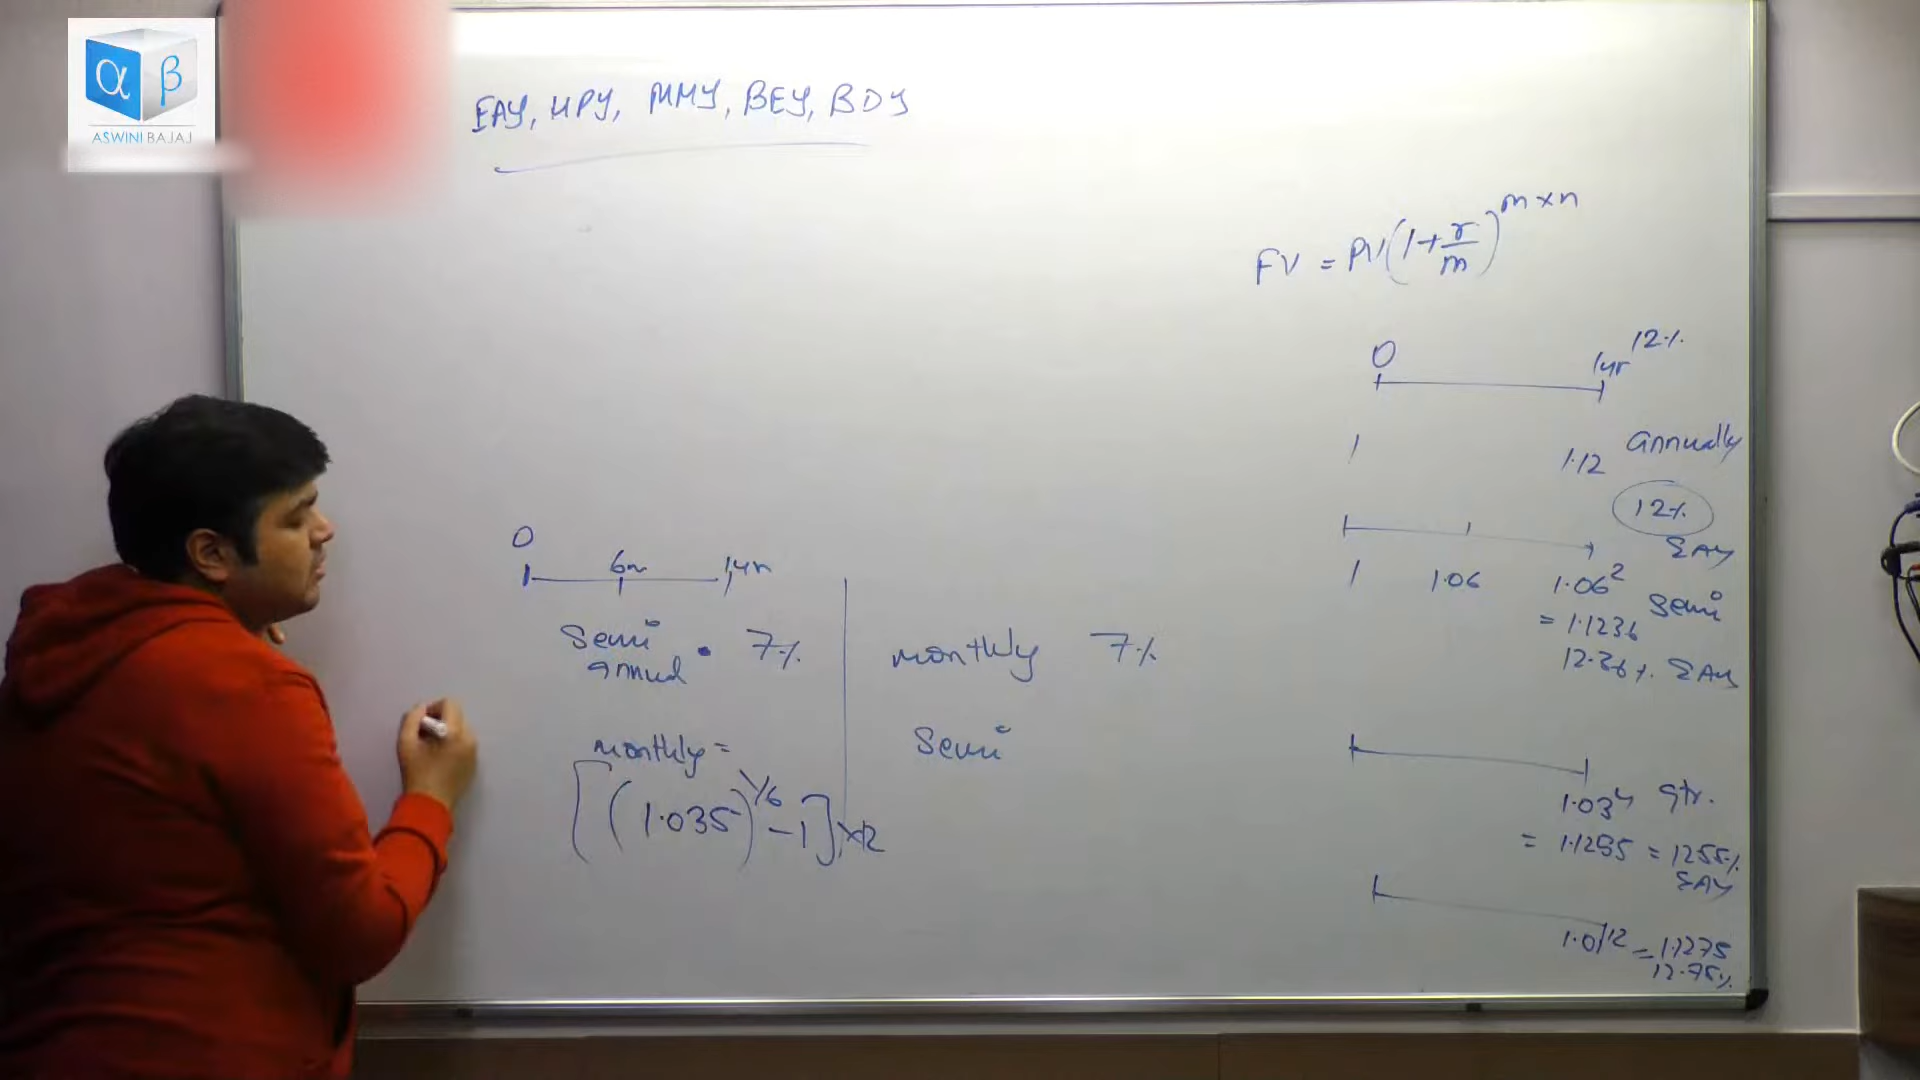 α β
ASWINI BAJAJ
EAY, HPY, MMY, BEY, BDY
FV = PV(1+r/m)^m×n
0 1yr 12%
1 1.12 annually
12%
EAY
1 1.06 1.06² Semi
= 1.1236
12.36%. EAY
1.03⁴ qtr.
= 1.1255 = 12.55%
EAY
1.01¹² = 1.1275
12.75%
0 6m 1yr
Semi annual 7%
monthly =
[(1.035)^1/6 -1] ×12
monthly 7%
Semi